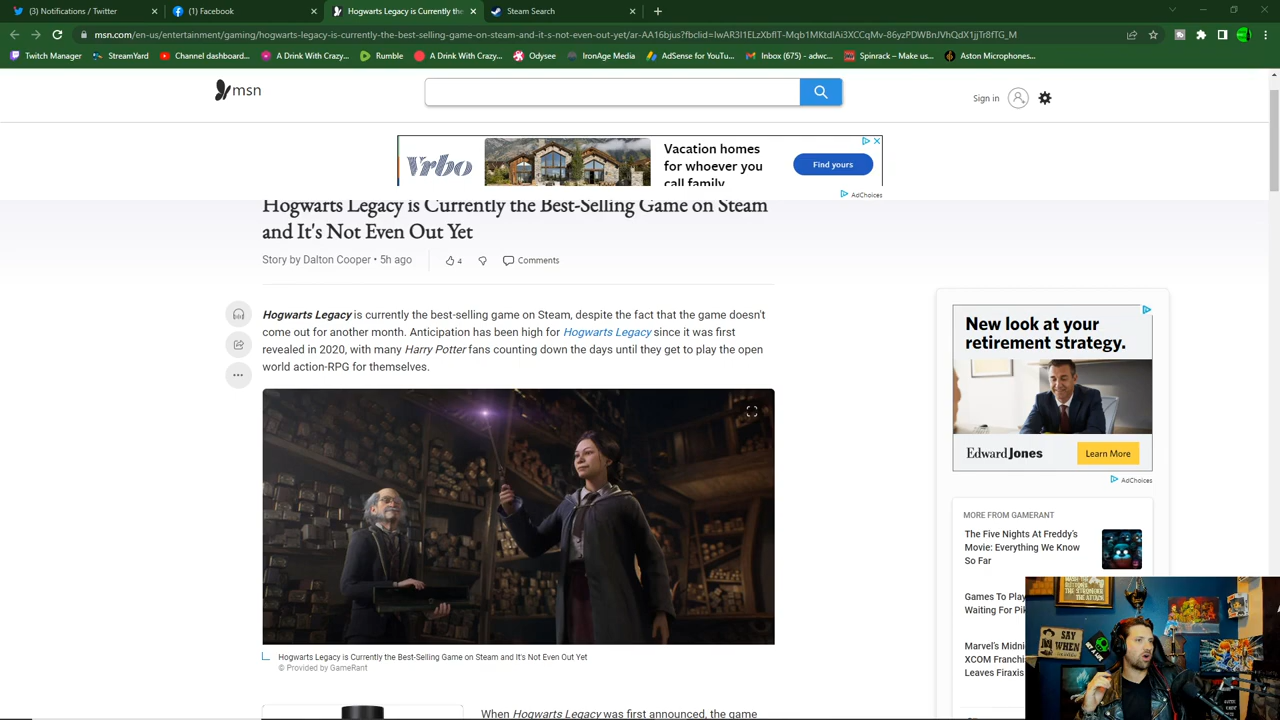 (3) Notifications / Twitter
(1) Facebook
Hogwarts Legacy is currently the
Steam Search
msn.com/en-us/entertainment/gaming/hogwarts-legacy-is-currently-the-best-selling-game-on-steam-and-it-s-not-even-out-yet/ar-AA16bjus?fbclid=IwAR3I1ELzXbflT-Mqb1MKtdIAi3XCCqMv-86yzPDWBnJVhQdX1jjTr8fTG_M
Twitch Manager
StreamYard
Channel dashboard...
A Drink With Crazy...
Rumble
A Drink With Crazy...
Odysee
IronAge Media
AdSense for YouTu...
Inbox (675) - adwc...
Spinrack – Make us...
Aston Microphones...
msn
Sign in
Vrbo
Vacation homes
for whoever you
call family
Find yours
AdChoices
Hogwarts Legacy is Currently the Best-Selling Game on Steam
and It's Not Even Out Yet
Story by Dalton Cooper • 5h ago
4
Comments
Hogwarts Legacy is currently the best-selling game on Steam, despite the fact that the game doesn't
come out for another month. Anticipation has been high for Hogwarts Legacy since it was first
revealed in 2020, with many Harry Potter fans counting down the days until they get to play the open
world action-RPG for themselves.
Hogwarts Legacy is Currently the Best-Selling Game on Steam and It's Not Even Out Yet
© Provided by GameRant
When Hogwarts Legacy was first announced, the game
New look at your
retirement strategy.
Edward Jones
Learn More
AdChoices
MORE FROM GAMERANT
The Five Nights At Freddy's
Movie: Everything We Know
So Far
Games To Play
Waiting For Pi
Marvel's Midni
XCOM Franchi
Leaves Firaxis
SAY
WHEN